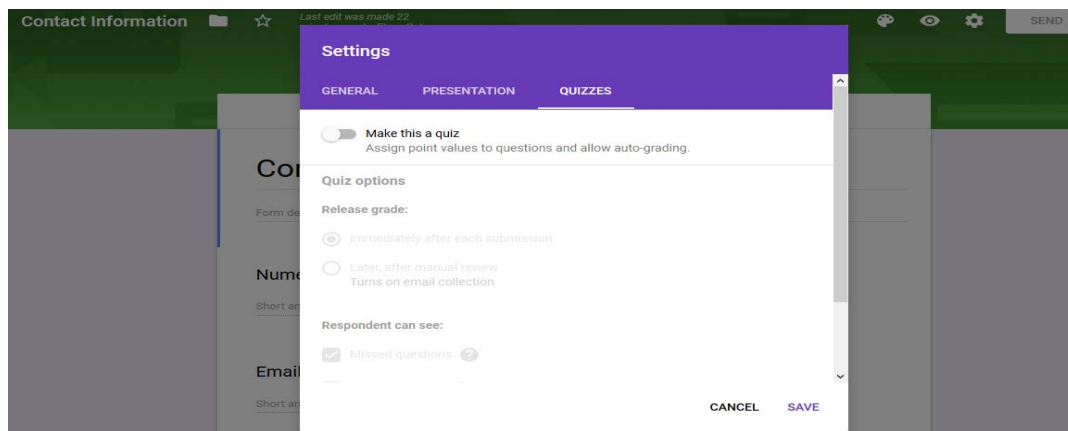 Contact Information
Last edit was made 22
SEND
Settings
GENERAL PRESENTATION QUIZZES
Make this a quiz
Assign point values to questions and allow auto-grading.
Quiz options
Release grade:
Immediately after each submission
Later, after manual review
Turns on email collection
Respondent can see:
Missed questions
CANCEL SAVE
Form de
Nume
Short an
Email
Short an